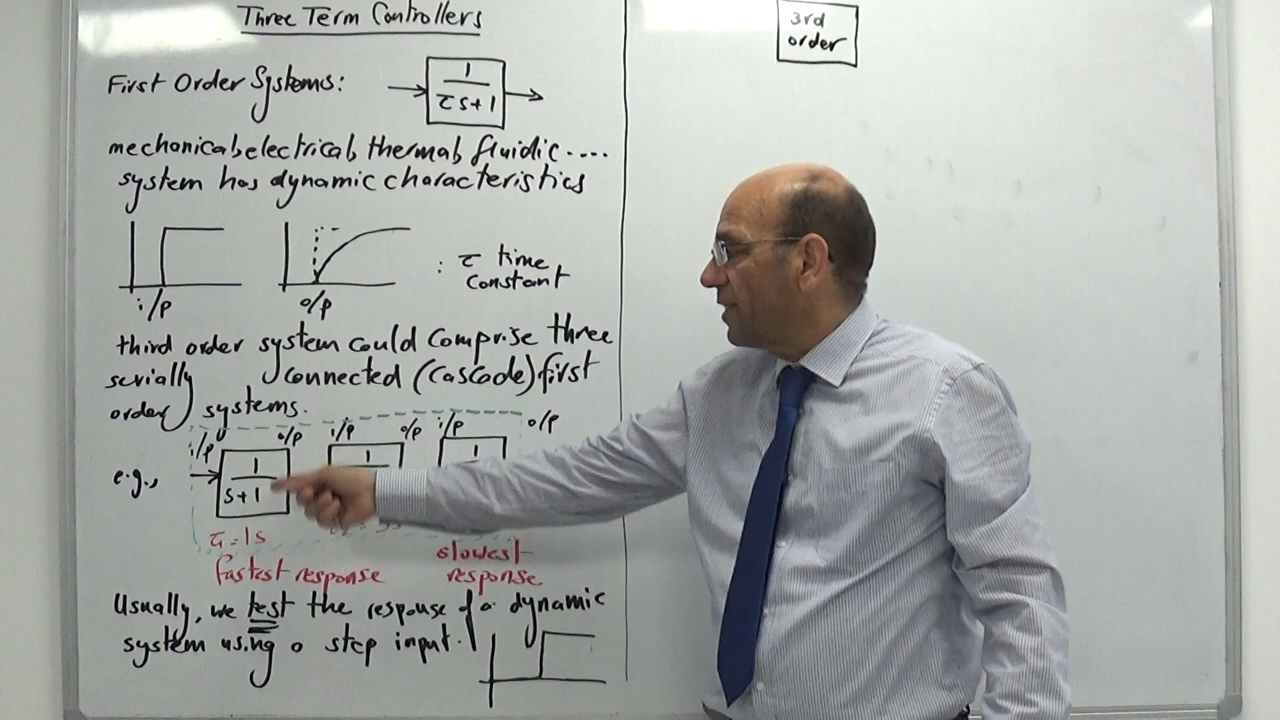 Three Term Controllers
3rd
order
First Order Systems:
1
τs+1
mechanical, electrical, thermal, fluidic.....
system has dynamic characteristics
i/p
o/p
: τ time
constant
third order system could comprise three
serially connected (cascade) first
order systems.
i/p o/p i/p o/p i/p o/p
e.g.,
1
s+1
1
1
τ₁=1s
slowest
fastest response response
Usually, we test the response of a dynamic
system using a step input.